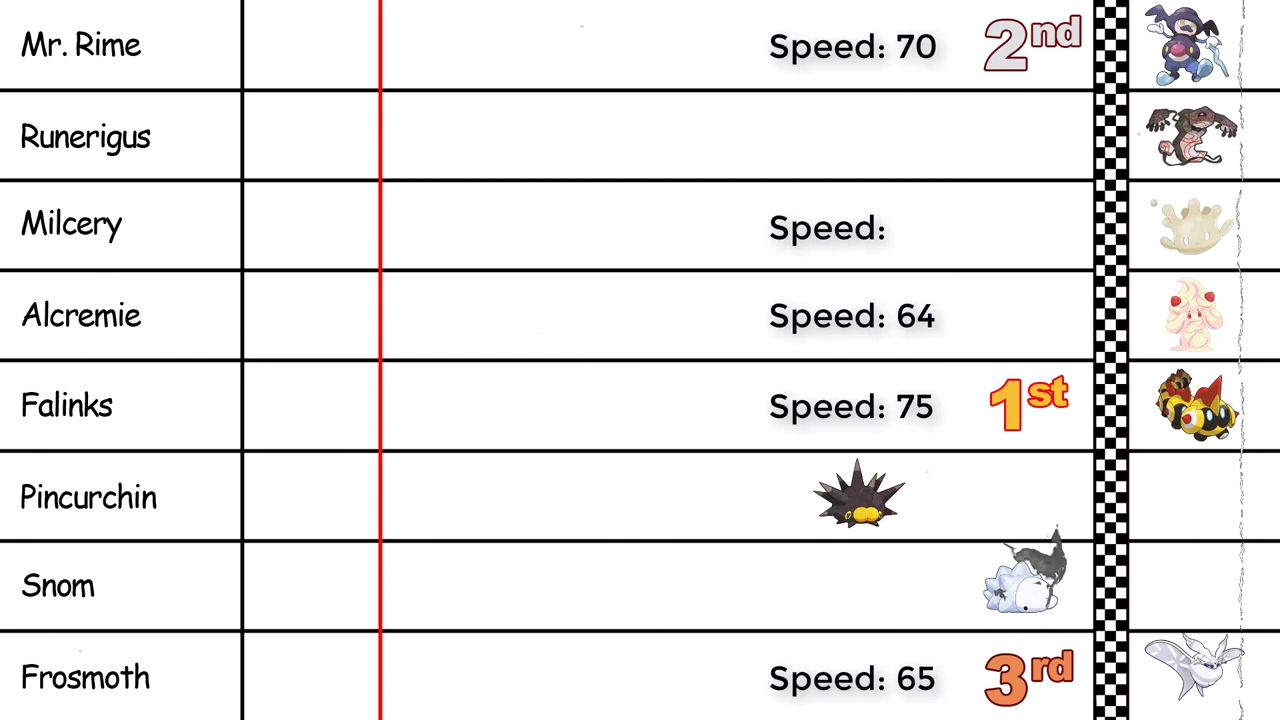 Mr. Rime Speed: 70 2nd
Runerigus
Milcery Speed:
Alcremie Speed: 64
Falinks Speed: 75 1st
Pincurchin
Snom
Frosmoth Speed: 65 3rd